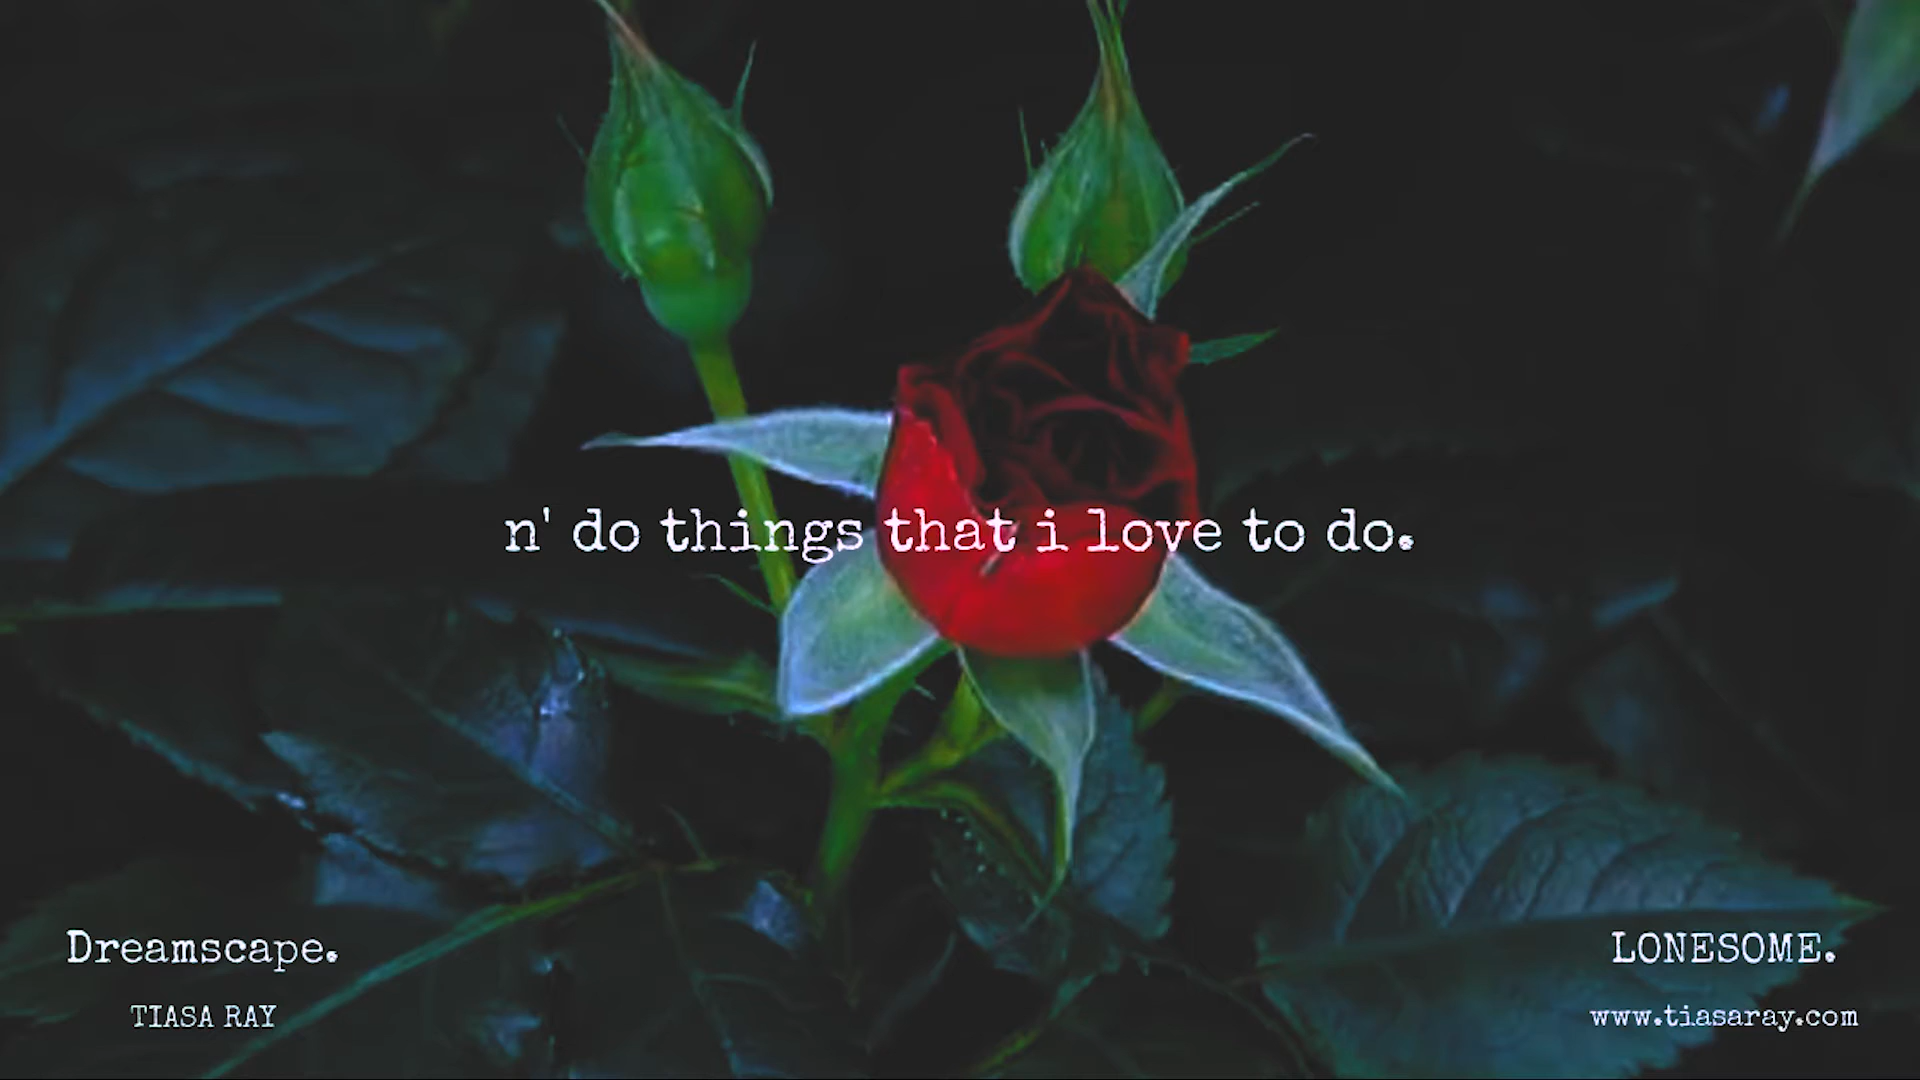 n' do things that i love to do.
Dreamscape.
TIASA RAY
LONESOME.
www.tiasaray.com